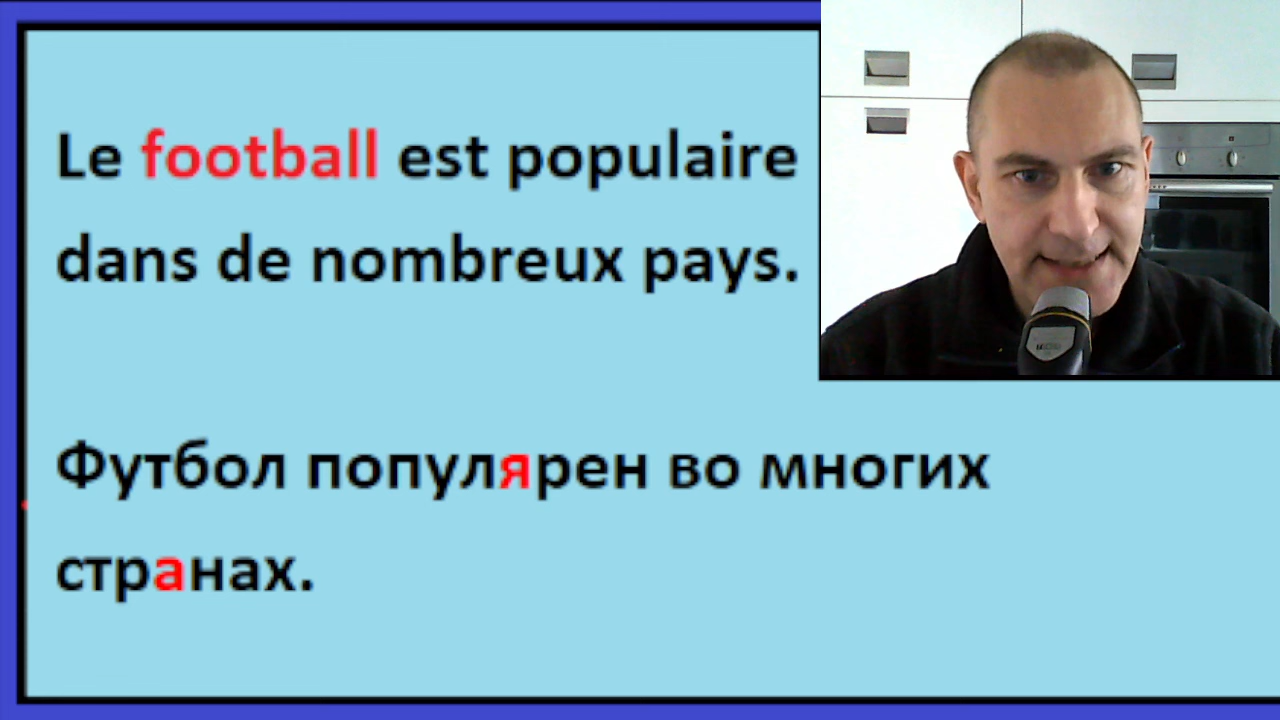 Le football est populaire
dans de nombreux pays.
Футбол популярен во многих
странах.